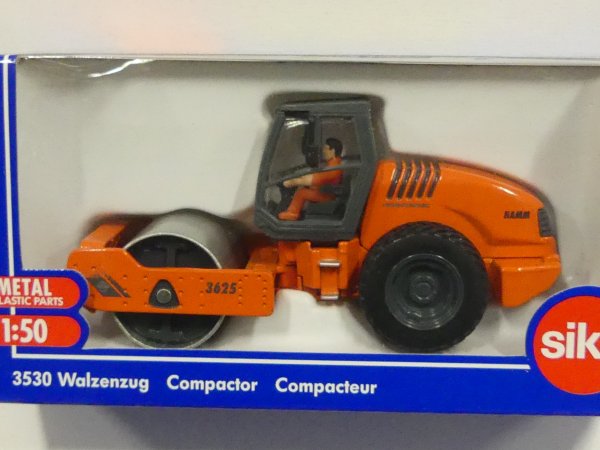 HAMM
3625
METAL
LASTIC PARTS
1:50
sik
3530 Walzenzug Compactor Compacteur